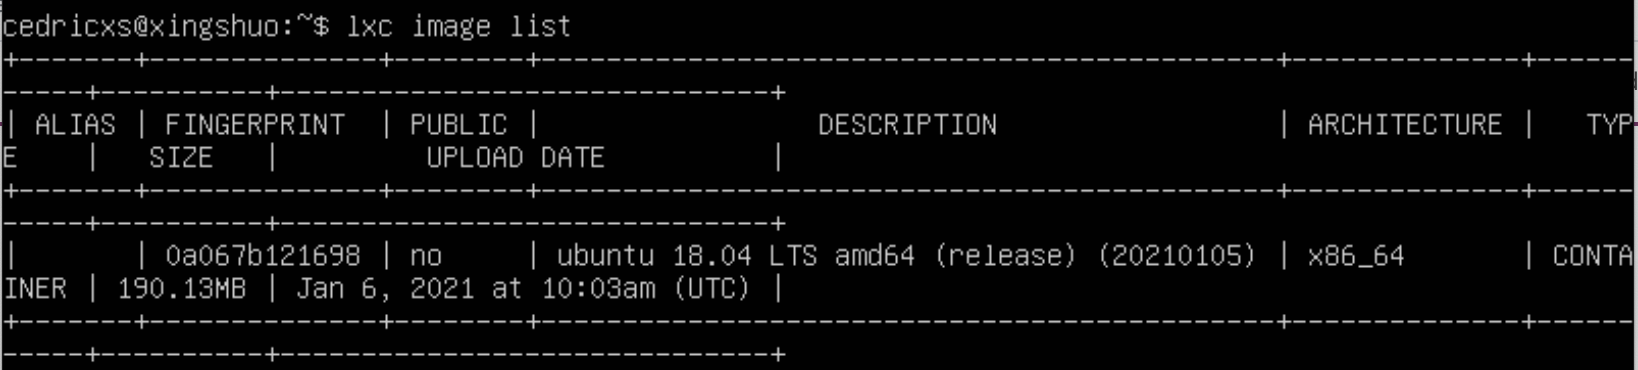 cedricxs@xingshuo:~$ lxc image list
+-------+--------------+--------+---------------------------------------------+--------------+------
-----+----------+------------------------------+
| ALIAS | FINGERPRINT  | PUBLIC |                 DESCRIPTION                 | ARCHITECTURE |   TYP
E    |   SIZE   |         UPLOAD DATE          |
+-------+--------------+--------+---------------------------------------------+--------------+------
-----+----------+------------------------------+
|       | 0a067b121698 | no     | ubuntu 18.04 LTS amd64 (release) (20210105) | x86_64       | CONTA
INER | 190.13MB | Jan 6, 2021 at 10:03am (UTC) |
+-------+--------------+--------+---------------------------------------------+--------------+------
-----+----------+------------------------------+